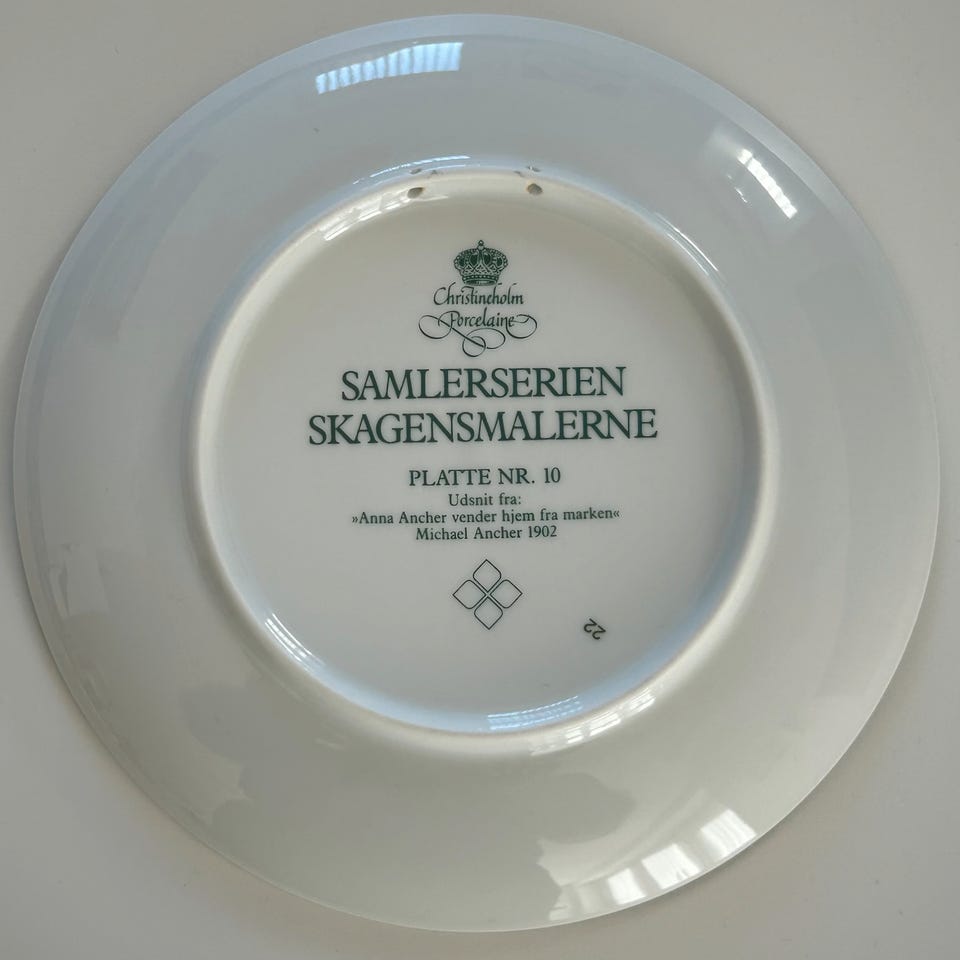 Christineholm
Porcelaine
SAMLERSERIEN
SKAGENSMALERNE
PLATTE NR. 10
Udsnit fra:
»Anna Ancher vender hjem fra marken«
Michael Ancher 1902
22